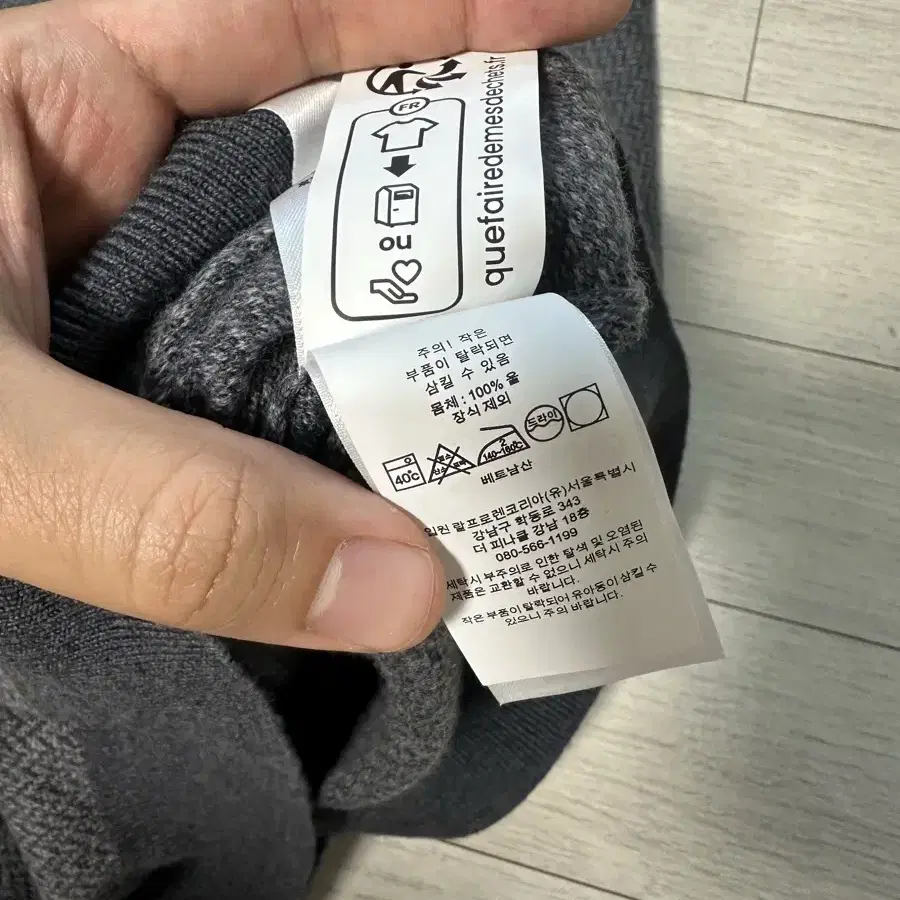 FR
ou
quefairedemesdechets.fr
주의! 작은
부품이 탈락되면
삼킬 수 있음
몸체 : 100% 울
장식 제외
40℃
산소 표백
140~160℃
드라이
베트남산
입원 랄프로렌코리아(유)서울특별시
강남구 학동로 343
더 피나클 강남 18층
080-566-1199
세탁시 부주의로 인한 탈색 및 오염된
제품은 교환할 수 없으니 세탁시 주의
바랍니다.
작은 부품이 탈락되어 유아동이 삼킬 수
있으니 주의 바랍니다.